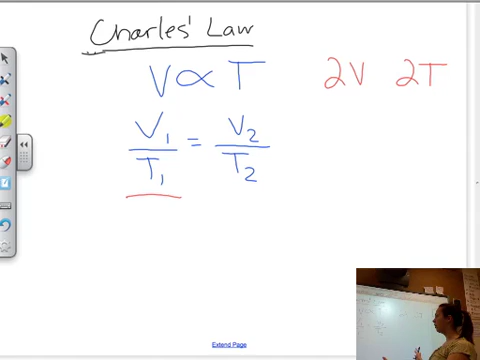 Charles' Law
V ∝ T 2V 2T
V₁/T₁ = V₂/T₂
Extend Page